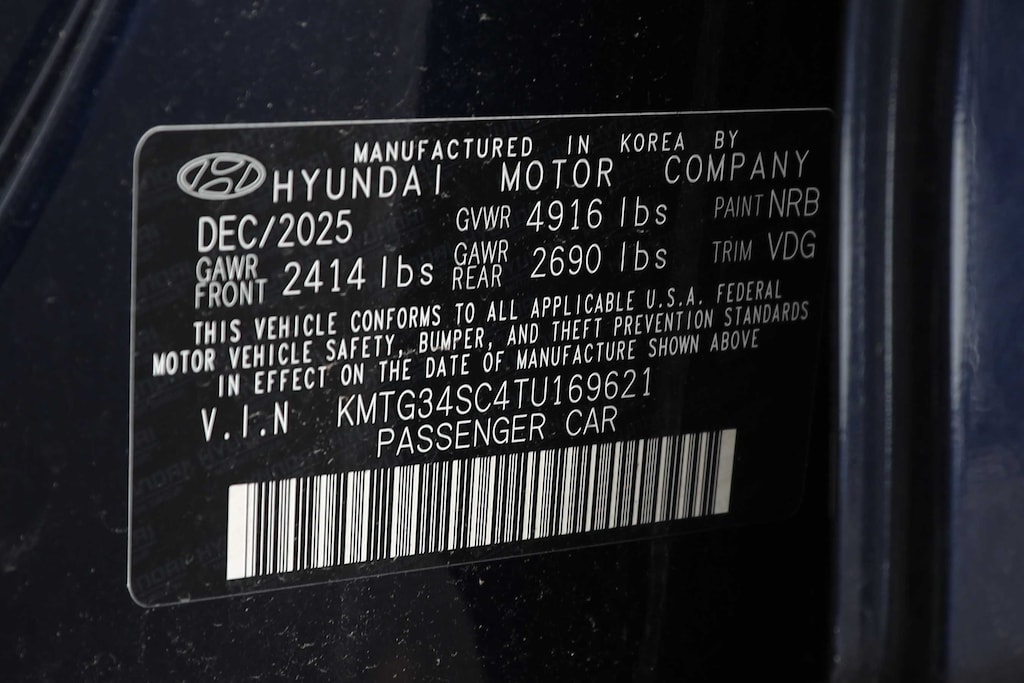 MANUFACTURED IN KOREA BY
HYUNDAI MOTOR COMPANY
DEC/2025 GVWR 4916 lbs PAINT NRB
GAWR FRONT 2414 lbs GAWR REAR 2690 lbs TRIM VDG
THIS VEHICLE CONFORMS TO ALL APPLICABLE U.S.A. FEDERAL
MOTOR VEHICLE SAFETY, BUMPER, AND THEFT PREVENTION STANDARDS
IN EFFECT ON THE DATE OF MANUFACTURE SHOWN ABOVE
V.I.N KMTG34SC4TU169621
PASSENGER CAR